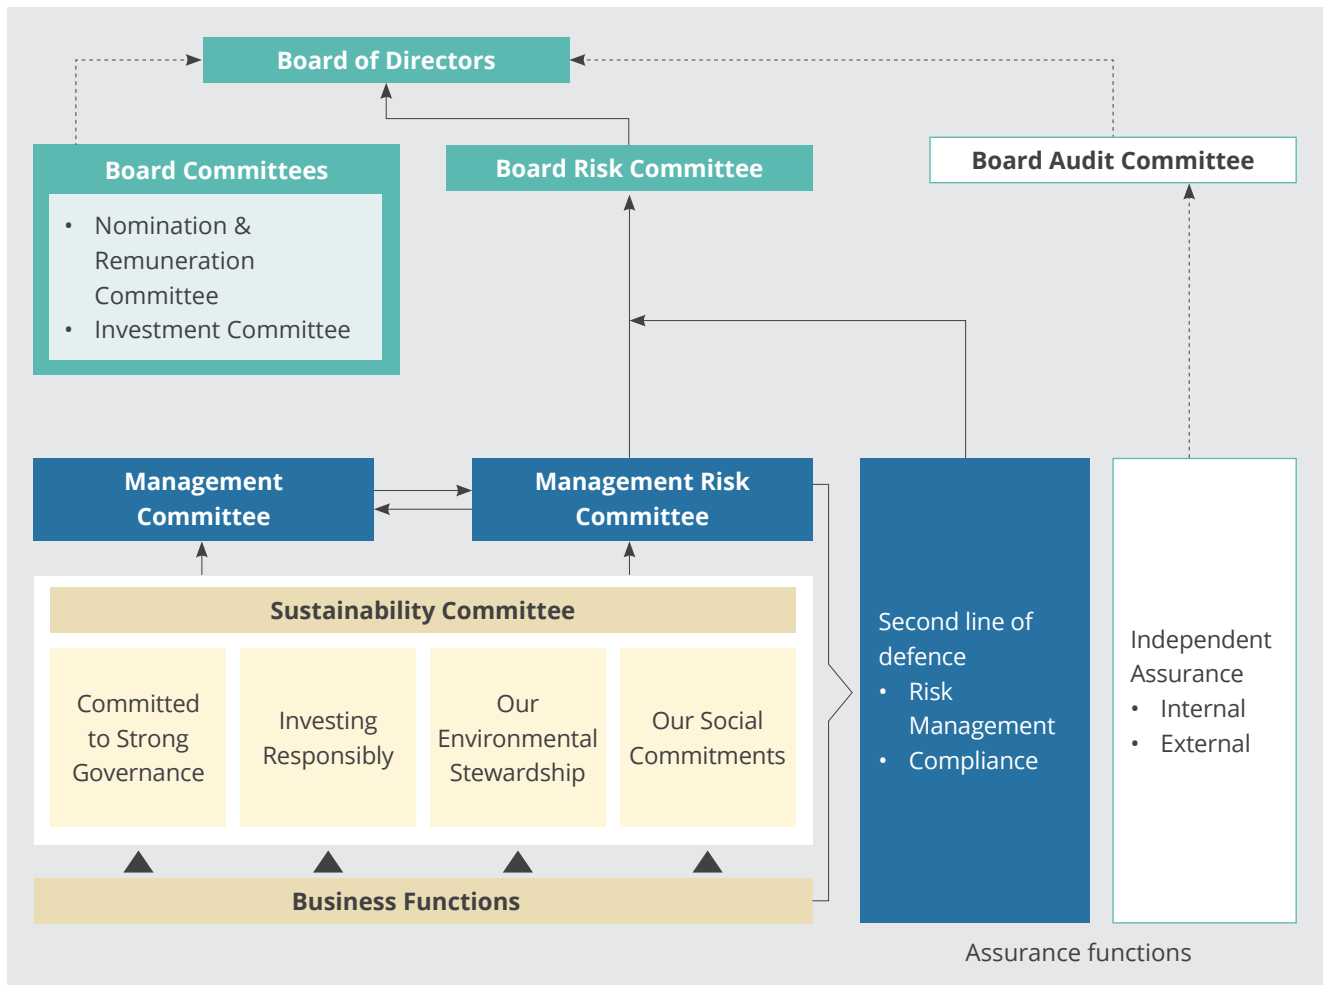 Board of Directors
Board Committees
• Nomination &
Remuneration
Committee
• Investment Committee
Board Risk Committee
Board Audit Committee
Management
Committee
Management Risk
Committee
Sustainability Committee
Committed
to Strong
Governance
Investing
Responsibly
Our
Environmental
Stewardship
Our Social
Commitments
Business Functions
Second line of
defence
• Risk
Management
• Compliance
Independent
Assurance
• Internal
• External
Assurance functions